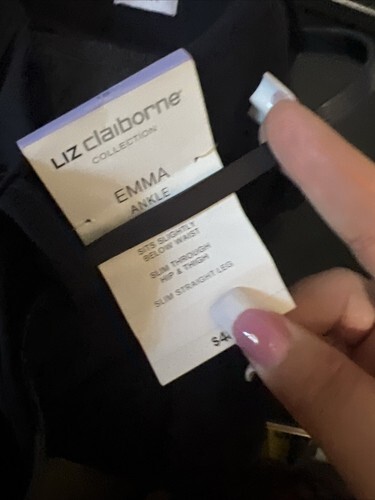 LIZ claiborne
COLLECTION
EMMA
ANKLE
SITS SLIGHTLY
BELOW WAIST
SLIM THROUGH
HIP & THIGH
SLIM STRAIGHT LEG